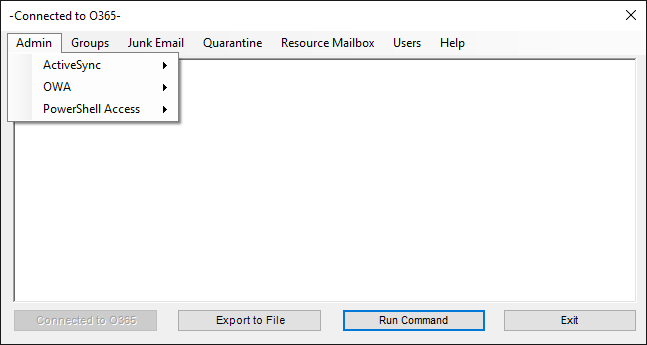 -Connected to O365-
Admin Groups Junk Email Quarantine Resource Mailbox Users Help
ActiveSync
OWA
PowerShell Access
Connected to O365 Export to File Run Command Exit